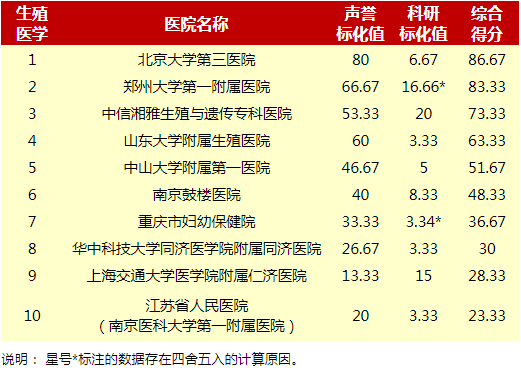 生殖医学 医院名称 声誉标化值 科研标化值 综合得分
1 北京大学第三医院 80 6.67 86.67
2 郑州大学第一附属医院 66.67 16.66* 83.33
3 中信湘雅生殖与遗传专科医院 53.33 20 73.33
4 山东大学附属生殖医院 60 3.33 63.33
5 中山大学附属第一医院 46.67 5 51.67
6 南京鼓楼医院 40 8.33 48.33
7 重庆市妇幼保健院 33.33 3.34* 36.67
8 华中科技大学同济医学院附属同济医院 26.67 3.33 30
9 上海交通大学医学院附属仁济医院 13.33 15 28.33
10 江苏省人民医院 20 3.33 23.33
（南京医科大学第一附属医院）
说明： 星号*标注的数据存在四舍五入的计算原因。